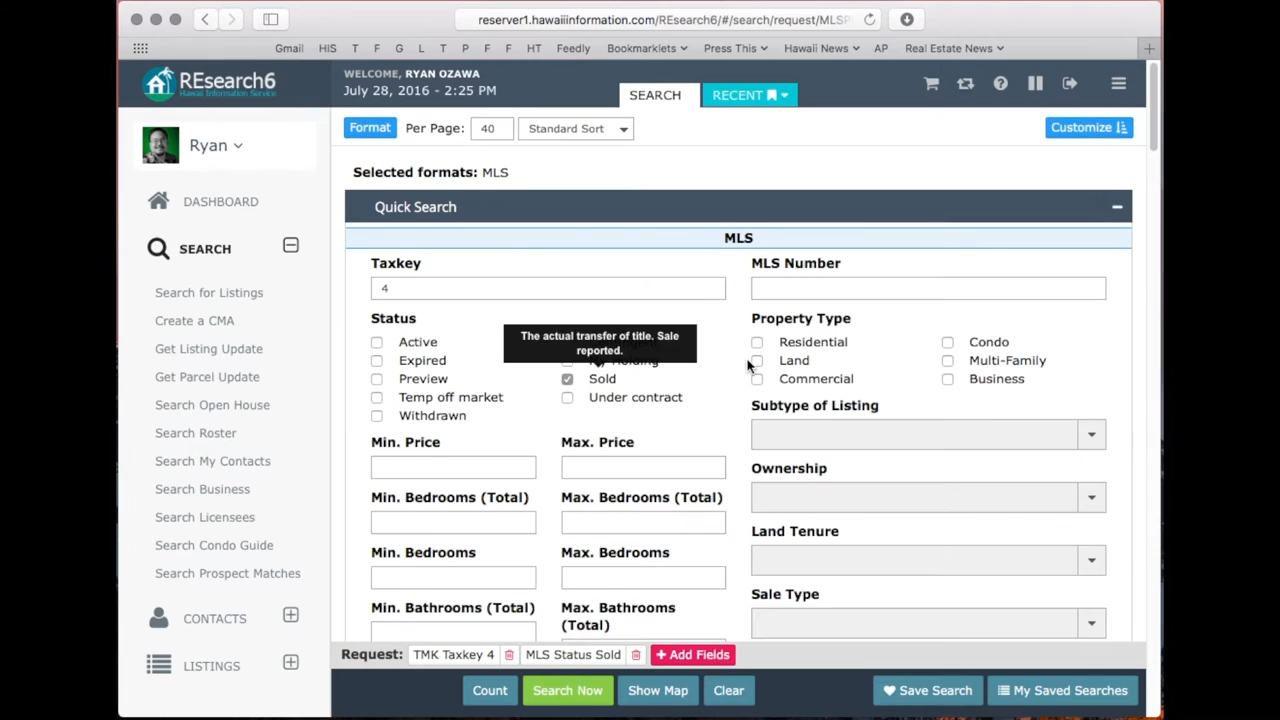 reserver1.hawaiiinformation.com/REsearch6/#/search/request/MLSP
Gmail HIS T F G L T P F F HT Feedly Bookmarklets Press This Hawaii News AP Real Estate News
REsearch6
Hawaii Information Service
WELCOME, RYAN OZAWA
July 28, 2016 - 2:25 PM
SEARCH RECENT
Ryan
Format Per Page: 40 Standard Sort Customize
Selected formats: MLS
DASHBOARD
SEARCH
Search for Listings
Create a CMA
Get Listing Update
Get Parcel Update
Search Open House
Search Roster
Search My Contacts
Search Business
Search Licensees
Search Condo Guide
Search Prospect Matches
CONTACTS
LISTINGS
Quick Search
MLS
Taxkey MLS Number
4
Status Property Type
The actual transfer of title. Sale
reported.
Active Residential Condo
Expired Land Multi-Family
Preview Sold Commercial Business
Temp off market Under contract
Withdrawn
Subtype of Listing
Min. Price Max. Price
Ownership
Min. Bedrooms (Total) Max. Bedrooms (Total)
Land Tenure
Min. Bedrooms Max. Bedrooms
Sale Type
Min. Bathrooms (Total) Max. Bathrooms
(Total)
Request: TMK Taxkey 4 MLS Status Sold + Add Fields
Count Search Now Show Map Clear Save Search My Saved Searches